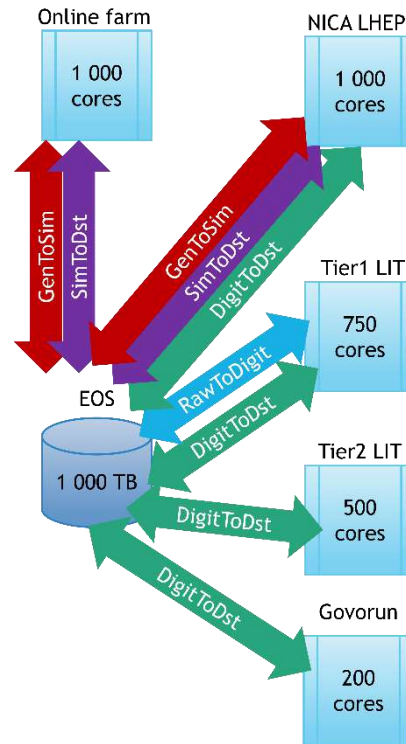 Online farm
NICA LHEP
1 000
cores
1 000
cores
GenToSim
SimToDst
GenToSim
SimToDst
DigitToDst
Tier1 LIT
750
cores
RawToDigit
EOS
DigitToDst
1 000 TB
Tier2 LIT
500
cores
DigitToDst
DigitToDst
Govorun
200
cores